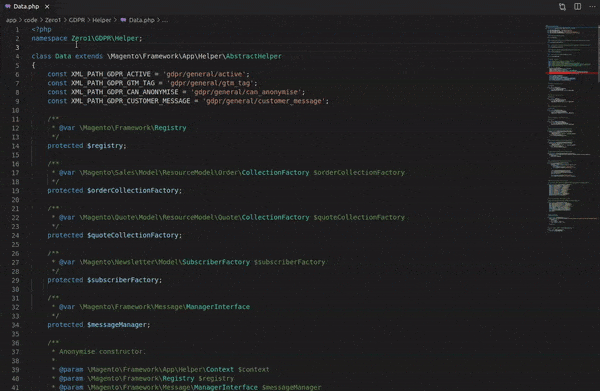 Data.php ×
app > code > Zero1 > GDPR > Helper > Data.php > ...
1 <?php
2 namespace Zero1\GDPR\Helper;
3
4 class Data extends \Magento\Framework\App\Helper\AbstractHelper
5 {
6 const XML_PATH_GDPR_ACTIVE = 'gdpr/general/active';
7 const XML_PATH_GDPR_GTM_TAG = 'gdpr/general/gtm_tag';
8 const XML_PATH_GDPR_CAN_ANONYMISE = 'gdpr/general/can_anonymise';
9 const XML_PATH_GDPR_CUSTOMER_MESSAGE = 'gdpr/general/customer_message';
10
11 /**
12 * @var \Magento\Framework\Registry
13 */
14 protected $registry;
15
16 /**
17 * @var \Magento\Sales\Model\ResourceModel\Order\CollectionFactory $orderCollectionFactory
18 */
19 protected $orderCollectionFactory;
20
21 /**
22 * @var \Magento\Quote\Model\ResourceModel\Quote\CollectionFactory $quoteCollectionFactory
23 */
24 protected $quoteCollectionFactory;
25
26 /**
27 * @var \Magento\Newsletter\Model\SubscriberFactory $subscriberFactory
28 */
29 protected $subscriberFactory;
30
31 /**
32 * @var \Magento\Framework\Message\ManagerInterface
33 */
34 protected $messageManager;
35
36 /**
37 * Anonymise constructor.
38 *
39 * @param \Magento\Framework\App\Helper\Context $context
40 * @param \Magento\Framework\Registry $registry
41 * @param \Magento\Framework\Message\ManagerInterface $messageManager